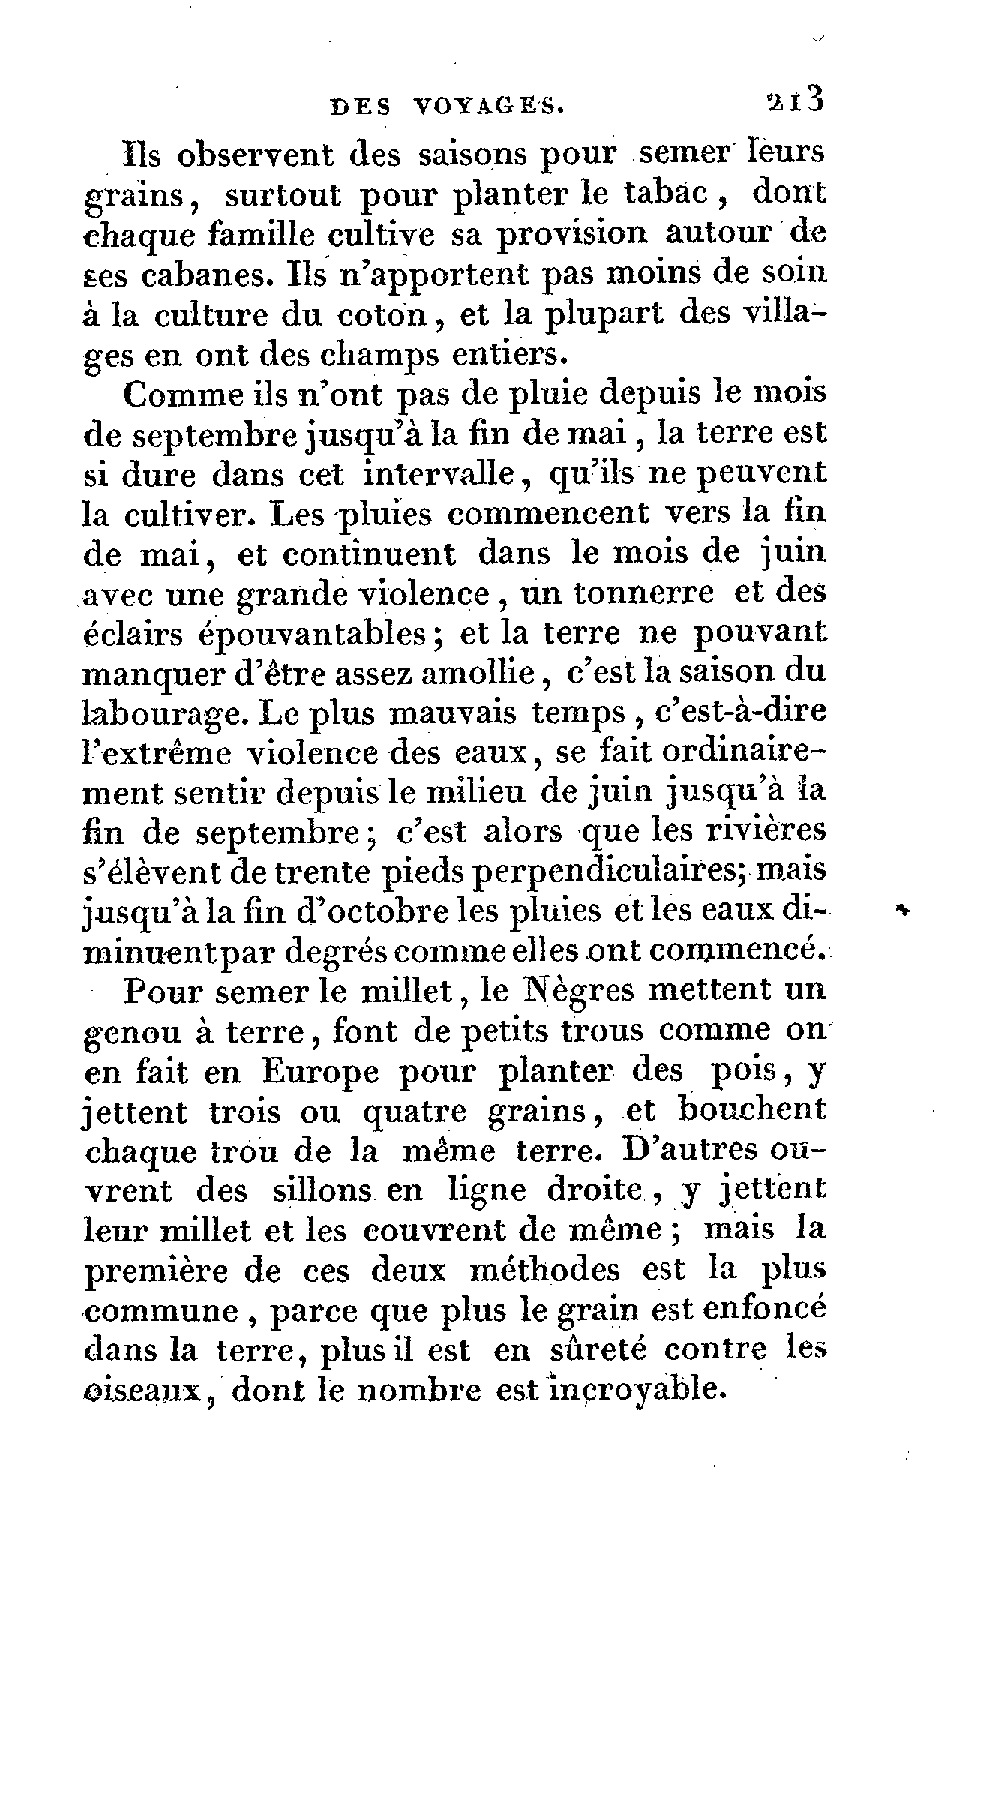 DES VOYAGES. 213
Ils observent des saisons pour semer leurs
grains, surtout pour planter le tabac, dont
chaque famille cultive sa provision autour de
ses cabanes. Ils n'apportent pas moins de soin
à la culture du coton, et la plupart des villa-
ges en ont des champs entiers.
Comme ils n'ont pas de pluie depuis le mois
de septembre jusqu'à la fin de mai, la terre est
si dure dans cet intervalle, qu'ils ne peuvent
la cultiver. Les pluies commencent vers la fin
de mai, et continuent dans le mois de juin
avec une grande violence, un tonnerre et des
éclairs épouvantables; et la terre ne pouvant
manquer d'être assez amollie, c'est la saison du
labourage. Le plus mauvais temps, c'est-à-dire
l'extrême violence des eaux, se fait ordinaire-
ment sentir depuis le milieu de juin jusqu'à la
fin de septembre; c'est alors que les rivières
s'élèvent de trente pieds perpendiculaires; mais
jusqu'à la fin d'octobre les pluies et les eaux di-
minuent par degrés comme elles ont commencé.
Pour semer le millet, le Nègres mettent un
genou à terre, font de petits trous comme on
en fait en Europe pour planter des pois, y
jettent trois ou quatre grains, et bouchent
chaque trou de la même terre. D'autres ou-
vrent des sillons en ligne droite, y jettent
leur millet et les couvrent de même; mais la
première de ces deux méthodes est la plus
commune, parce que plus le grain est enfoncé
dans la terre, plus il est en sûreté contre les
oiseaux, dont le nombre est incroyable.